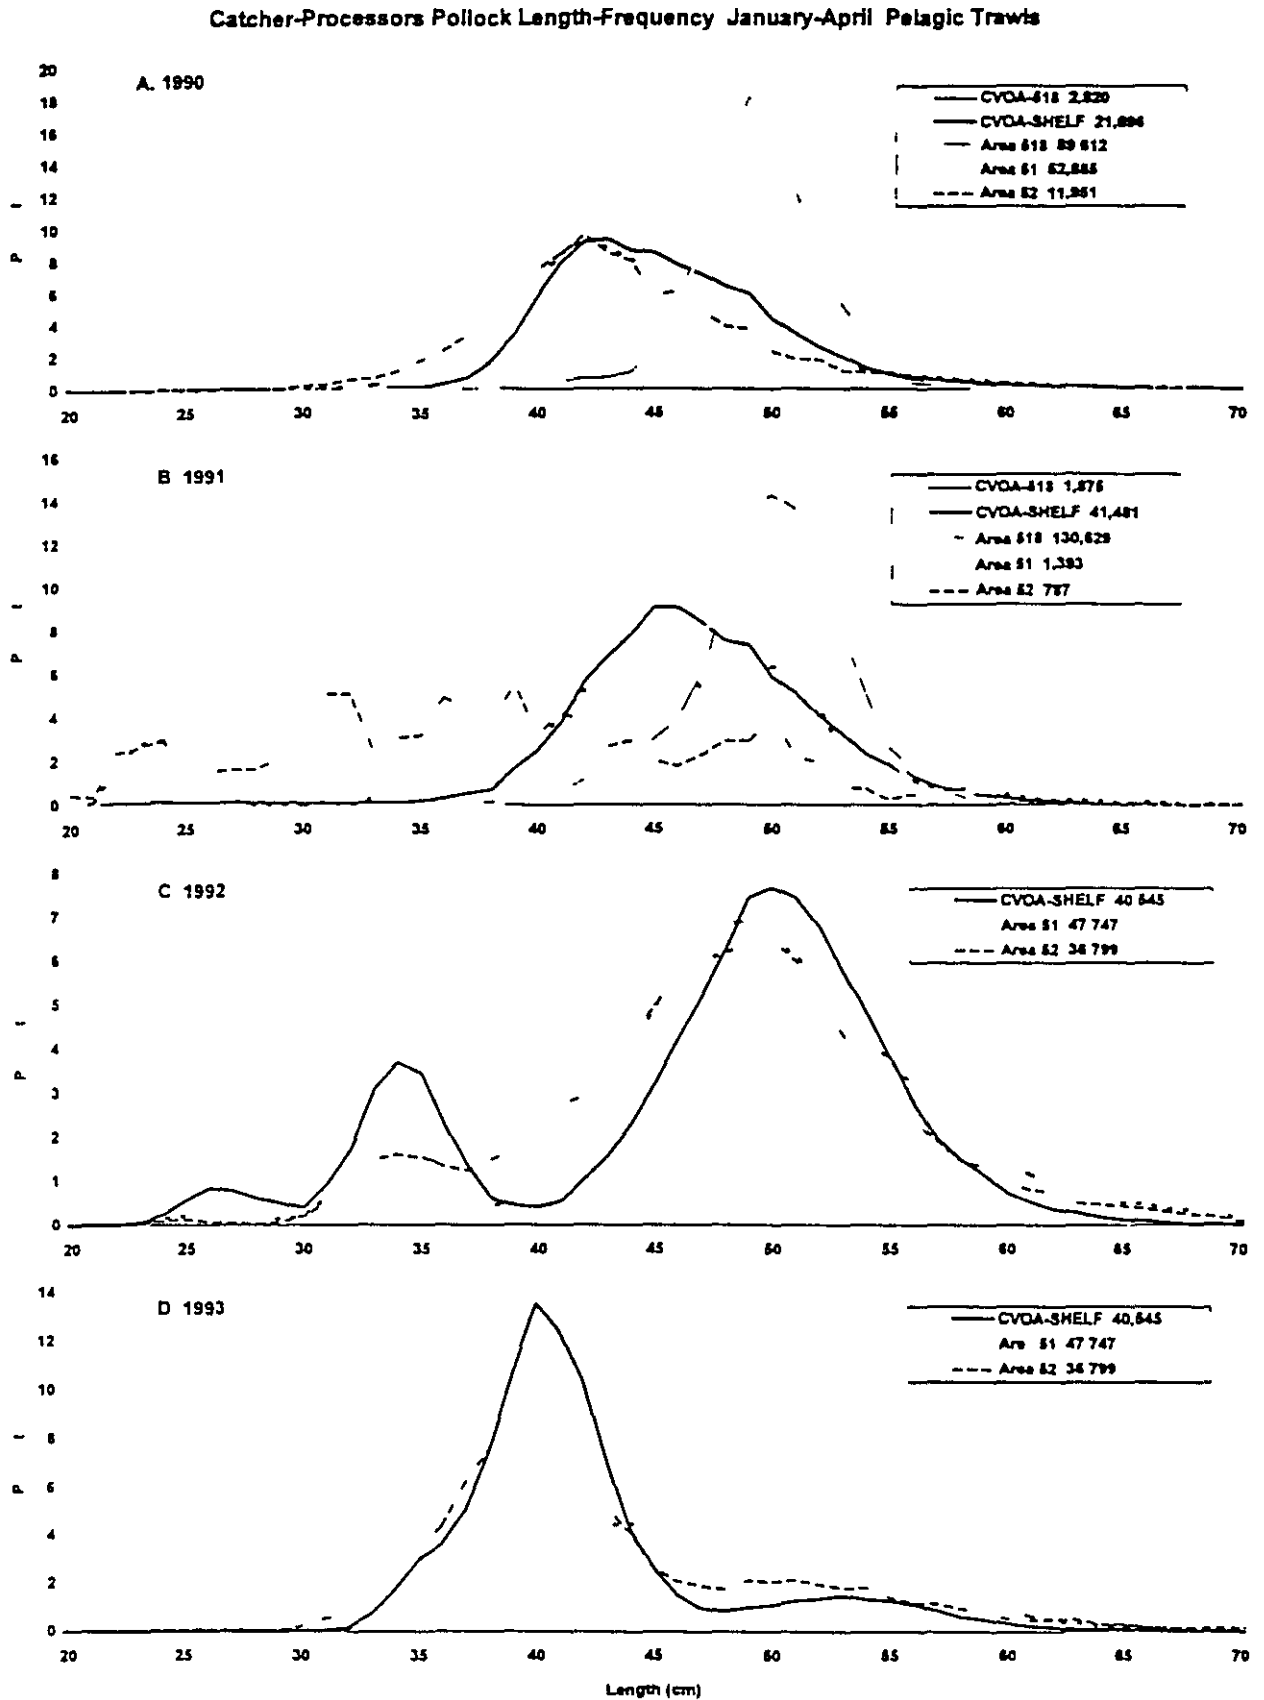 Catcher-Processors Pollock Length-Frequency January-April Pelagic Trawls
A. 1990
CVOA-518 2,820
CVOA-SHELF 21,896
Area 518 89 612
Area 51
Area 52 11,951
20
18
16
14
12
10
8
6
4
2
0
P t
20 25 30 35 40 45 50 55 60 65 70
B 1991
CVOA-518 1,875
CVOA-SHELF 41,481
Area 518 130,629
Area 51 1,393
Area 52 787
16
14
12
10
8
6
4
2
0
P t
20 25 30 35 40 45 50 55 60 65 70
C 1992
CVOA-SHELF 40 545
Area 51 47 747
Area 52 36 799
8
7
6
5
4
3
2
1
0
P t
20 25 30 35 40 45 50 55 60 65 70
D 1993
CVOA-SHELF 40,545
Are 51 47 747
Area 52 36 799
14
12
10
8
6
4
2
0
P t
20 25 30 35 40 45 50 55 60 65 70
Length (cm)